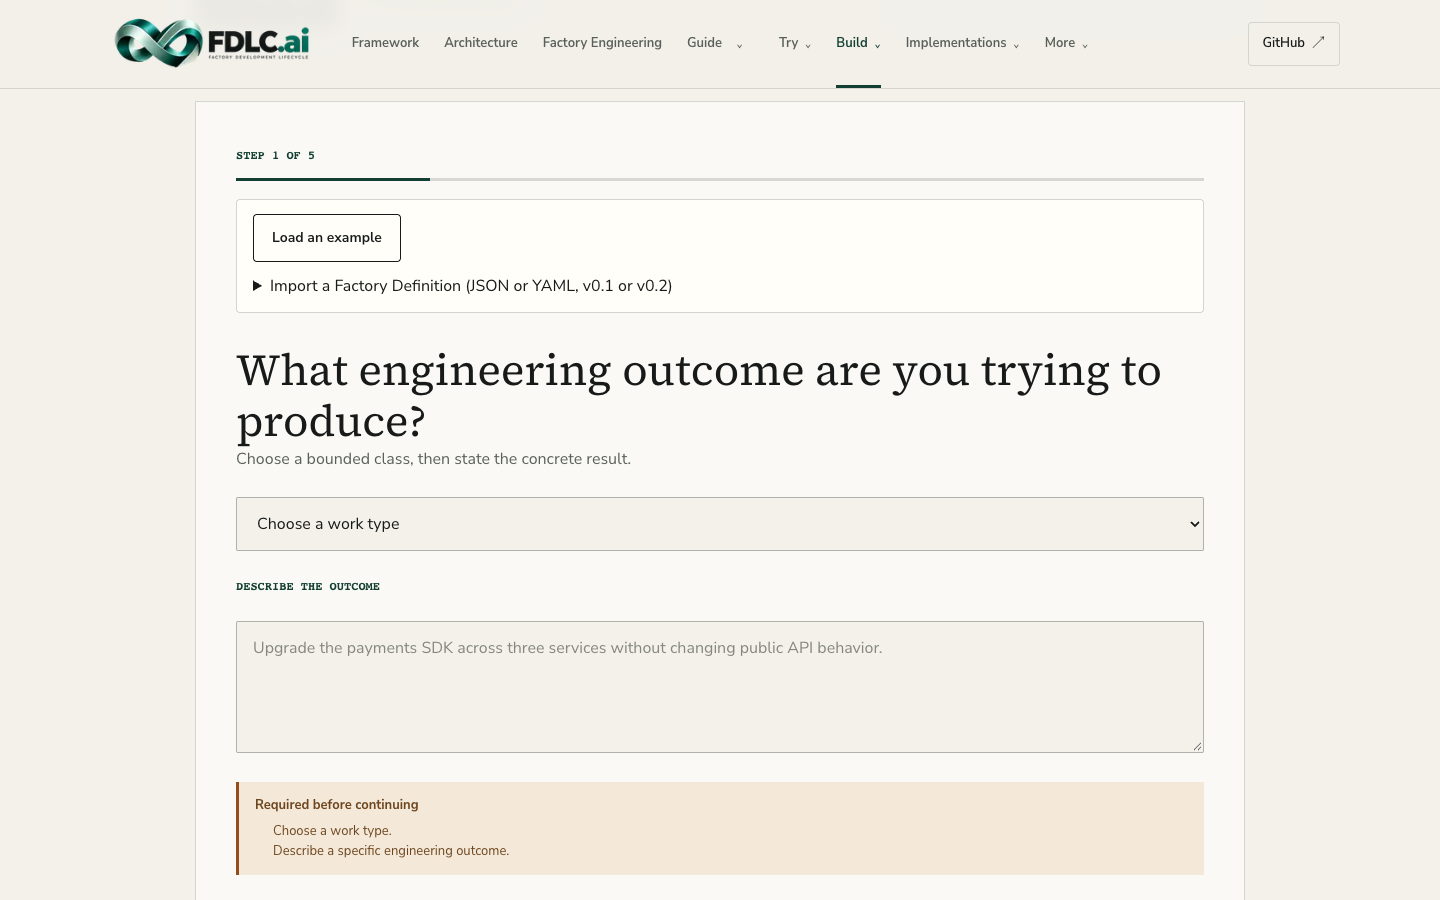 FDLC.ai
FACTORY DEVELOPMENT LIFECYCLE
Framework
Architecture
Factory Engineering
Guide
Try
Build
Implementations
More
GitHub ↗
STEP 1 OF 5
Load an example
Import a Factory Definition (JSON or YAML, v0.1 or v0.2)
What engineering outcome are you trying to
produce?
Choose a bounded class, then state the concrete result.
Choose a work type
DESCRIBE THE OUTCOME
Upgrade the payments SDK across three services without changing public API behavior.
Required before continuing
Choose a work type.
Describe a specific engineering outcome.